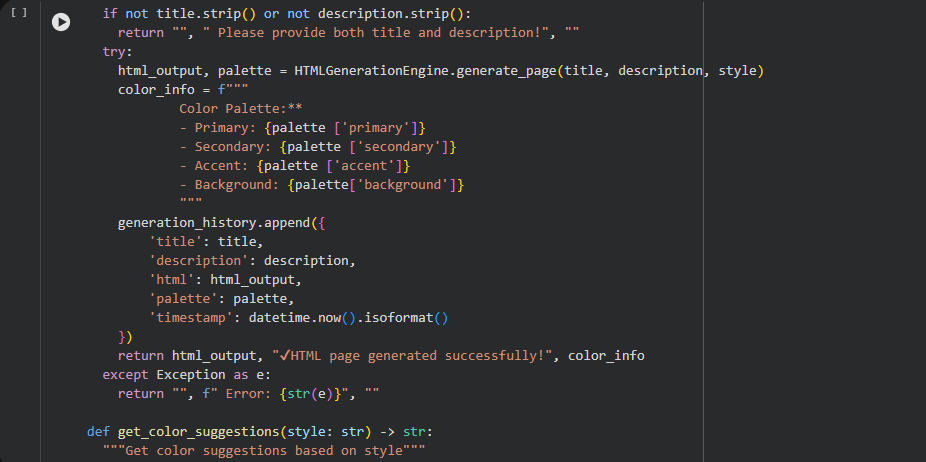 [ ]
if not title.strip() or not description.strip():
return "", " Please provide both title and description!", ""
try:
html_output, palette = HTMLGenerationEngine.generate_page(title, description, style)
color_info = f"""
Color Palette:**
- Primary: {palette ['primary']}
- Secondary: {palette ['secondary']}
- Accent: {palette ['accent']}
- Background: {palette['background']}
"""
generation_history.append({
'title': title,
'description': description,
'html': html_output,
'palette': palette,
'timestamp': datetime.now().isoformat()
})
return html_output, "✓HTML page generated successfully!", color_info
except Exception as e:
return "", f" Error: {str(e)}", ""
def get_color_suggestions(style: str) -> str:
"""Get color suggestions based on style"""